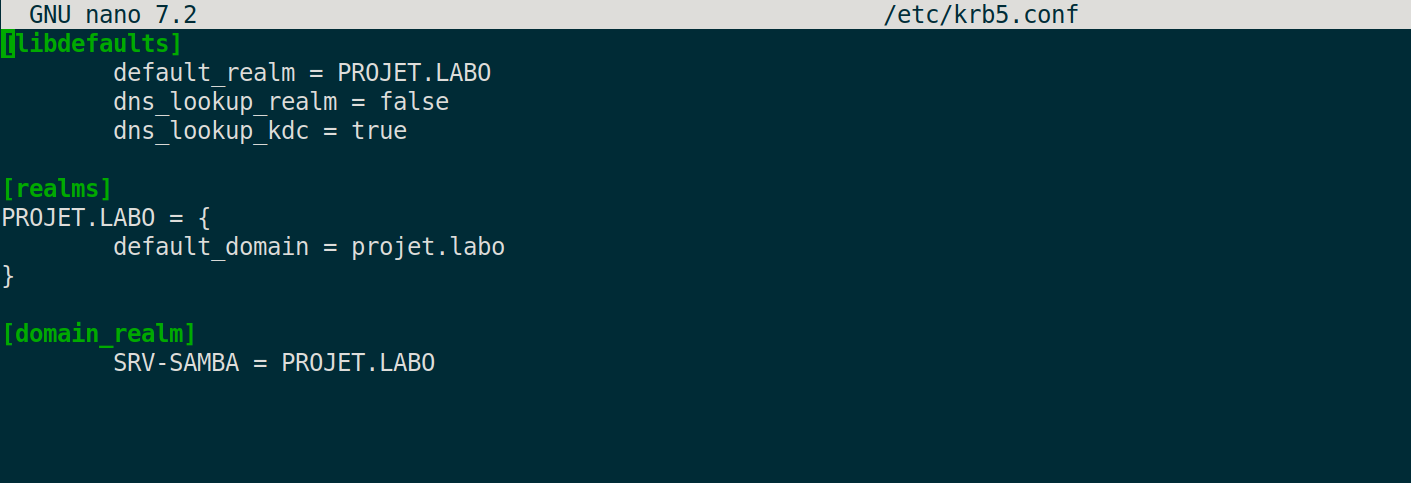 GNU nano 7.2 /etc/krb5.conf
[libdefaults]
default_realm = PROJET.LABO
dns_lookup_realm = false
dns_lookup_kdc = true
[realms]
PROJET.LABO = {
default_domain = projet.labo
}
[domain_realm]
SRV-SAMBA = PROJET.LABO